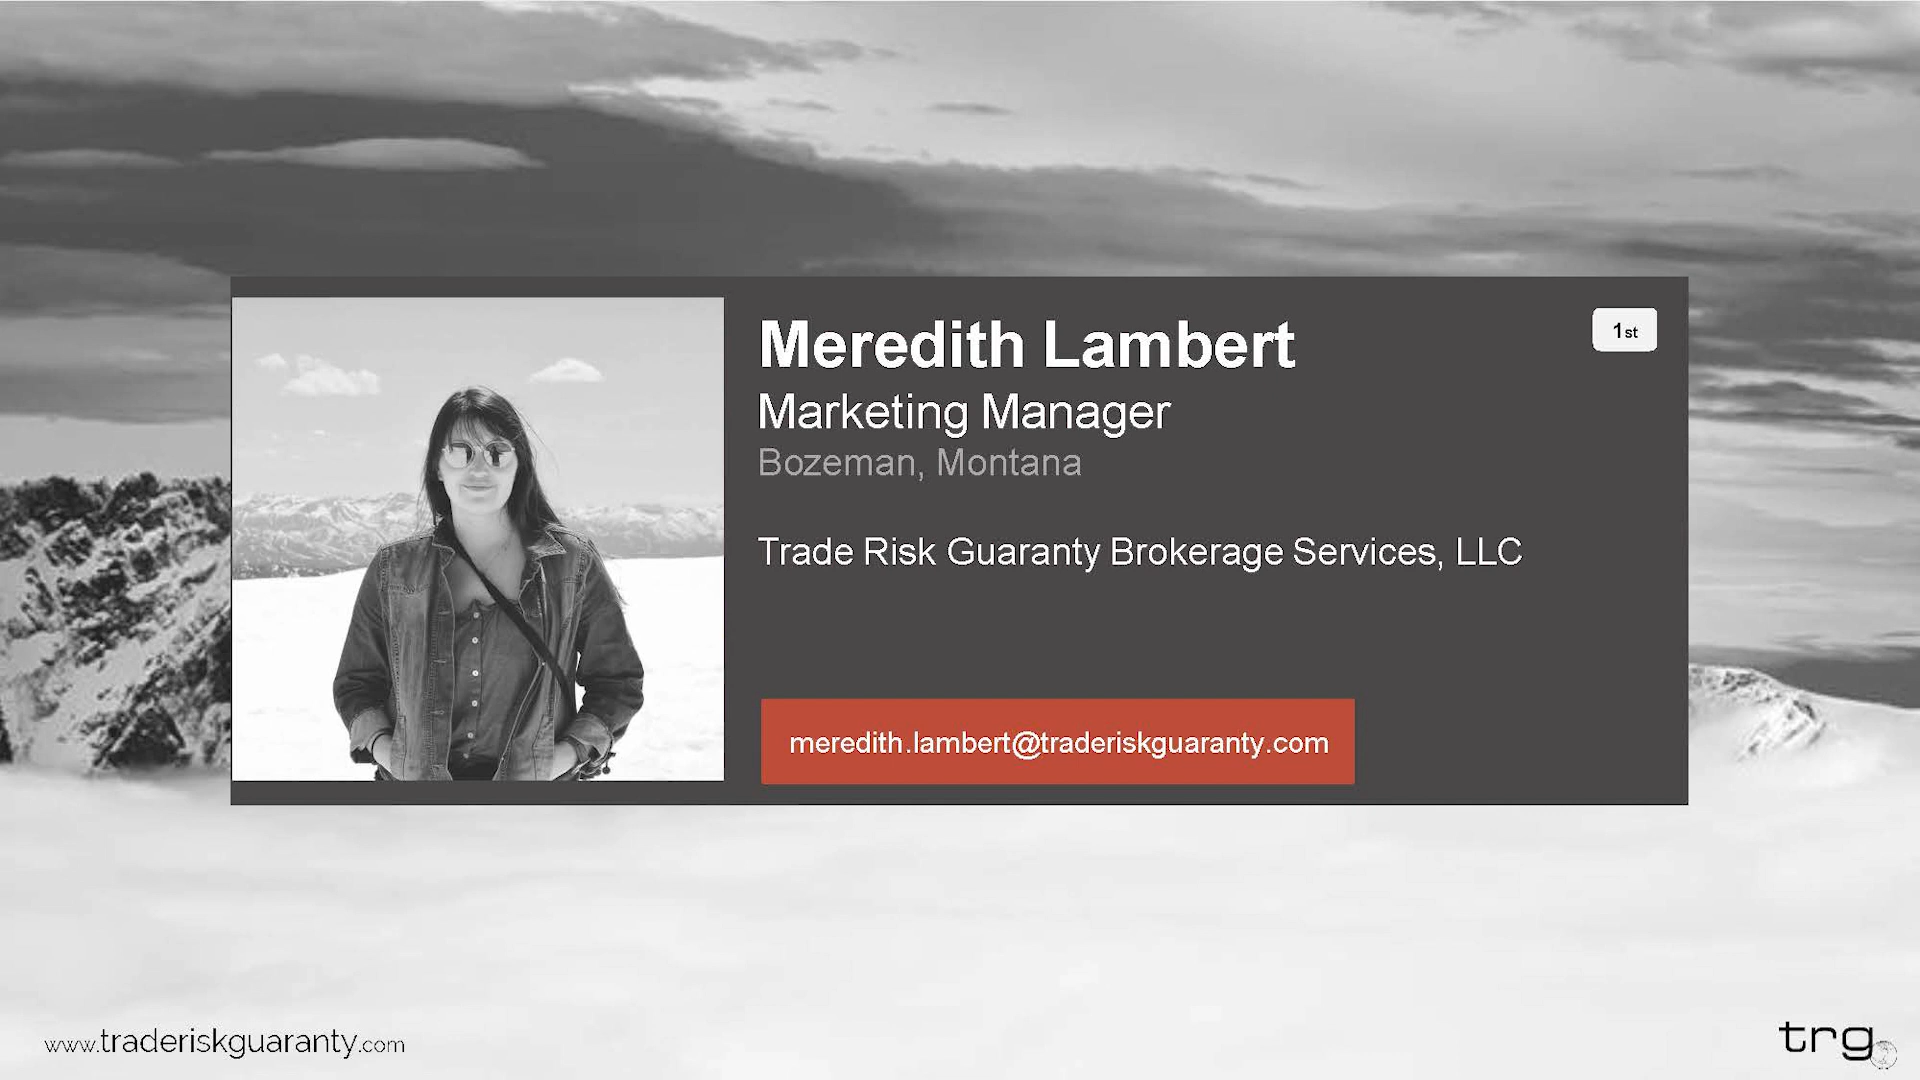 Meredith Lambert
1st
Marketing Manager
Bozeman, Montana
Trade Risk Guaranty Brokerage Services, LLC
meredith.lambert@traderiskguaranty.com
www.traderiskguaranty.com
trg